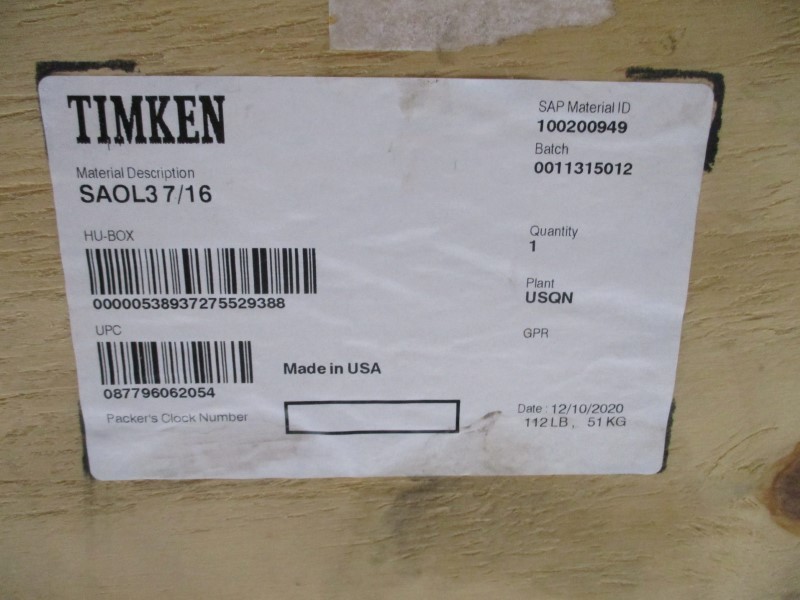 TIMKEN
Material Description
SAOL3 7/16
HU-BOX
00000538937275529388
UPC
087796062054
Made in USA
Packer's Clock Number
SAP Material ID
100200949
Batch
0011315012
Quantity
1
Plant
USQN
GPR
Date : 12/10/2020
112 LB , 51 KG